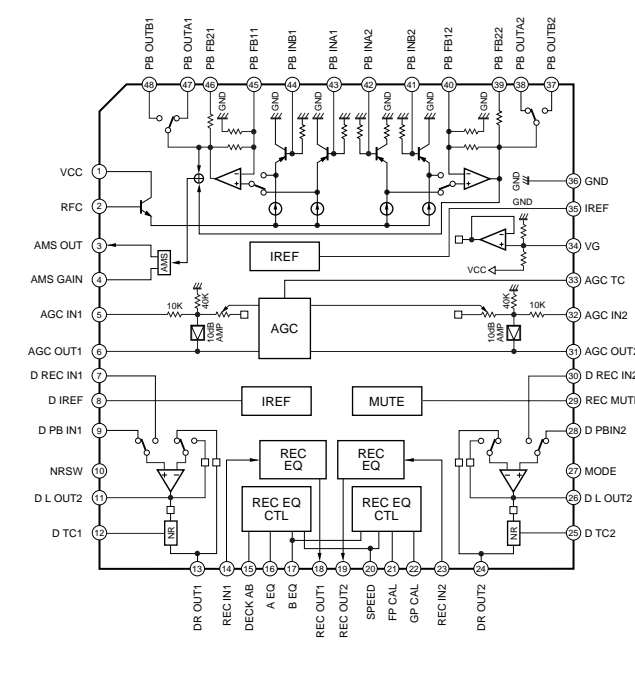 PB OUTB1
PB OUTA1
PB FB21
PB FB11
PB INB1
PB INA1
PB INA2
PB INB2
PB FB12
PB FB22
PB OUTA2
PB OUTB2
48
47
46
45
44
43
42
41
40
39
38
37
GND
GND
GND
GND
GND
GND
VCC
1
RFC
2
AMS OUT
3
AMS GAIN
4
AGC IN1
5
AGC OUT1
6
D REC IN1
7
D IREF
8
D PB IN1
9
NRSW
10
D L OUT2
11
D TC1
12
36
GND
35
IREF
34
VG
33
AGC TC
32
AGC IN2
31
AGC OUT2
30
D REC IN2
29
REC MUTE
28
D PBIN2
27
MODE
26
D L OUT2
25
D TC2
GND
GND
VCC
AMS
IREF
10K
40K
10dB
AMP
AGC
10dB
AMP
40K
10K
IREF
MUTE
REC
EQ
REC
EQ
REC EQ
CTL
REC EQ
CTL
NR
NR
+
−
+
−
+
−
+
−
+
−
13
14
15
16
17
18
19
20
21
22
23
24
DR OUT1
REC IN1
DECK AB
A EQ
B EQ
REC OUT1
REC OUT2
SPEED
FP CAL
GP CAL
REC IN2
DR OUT2